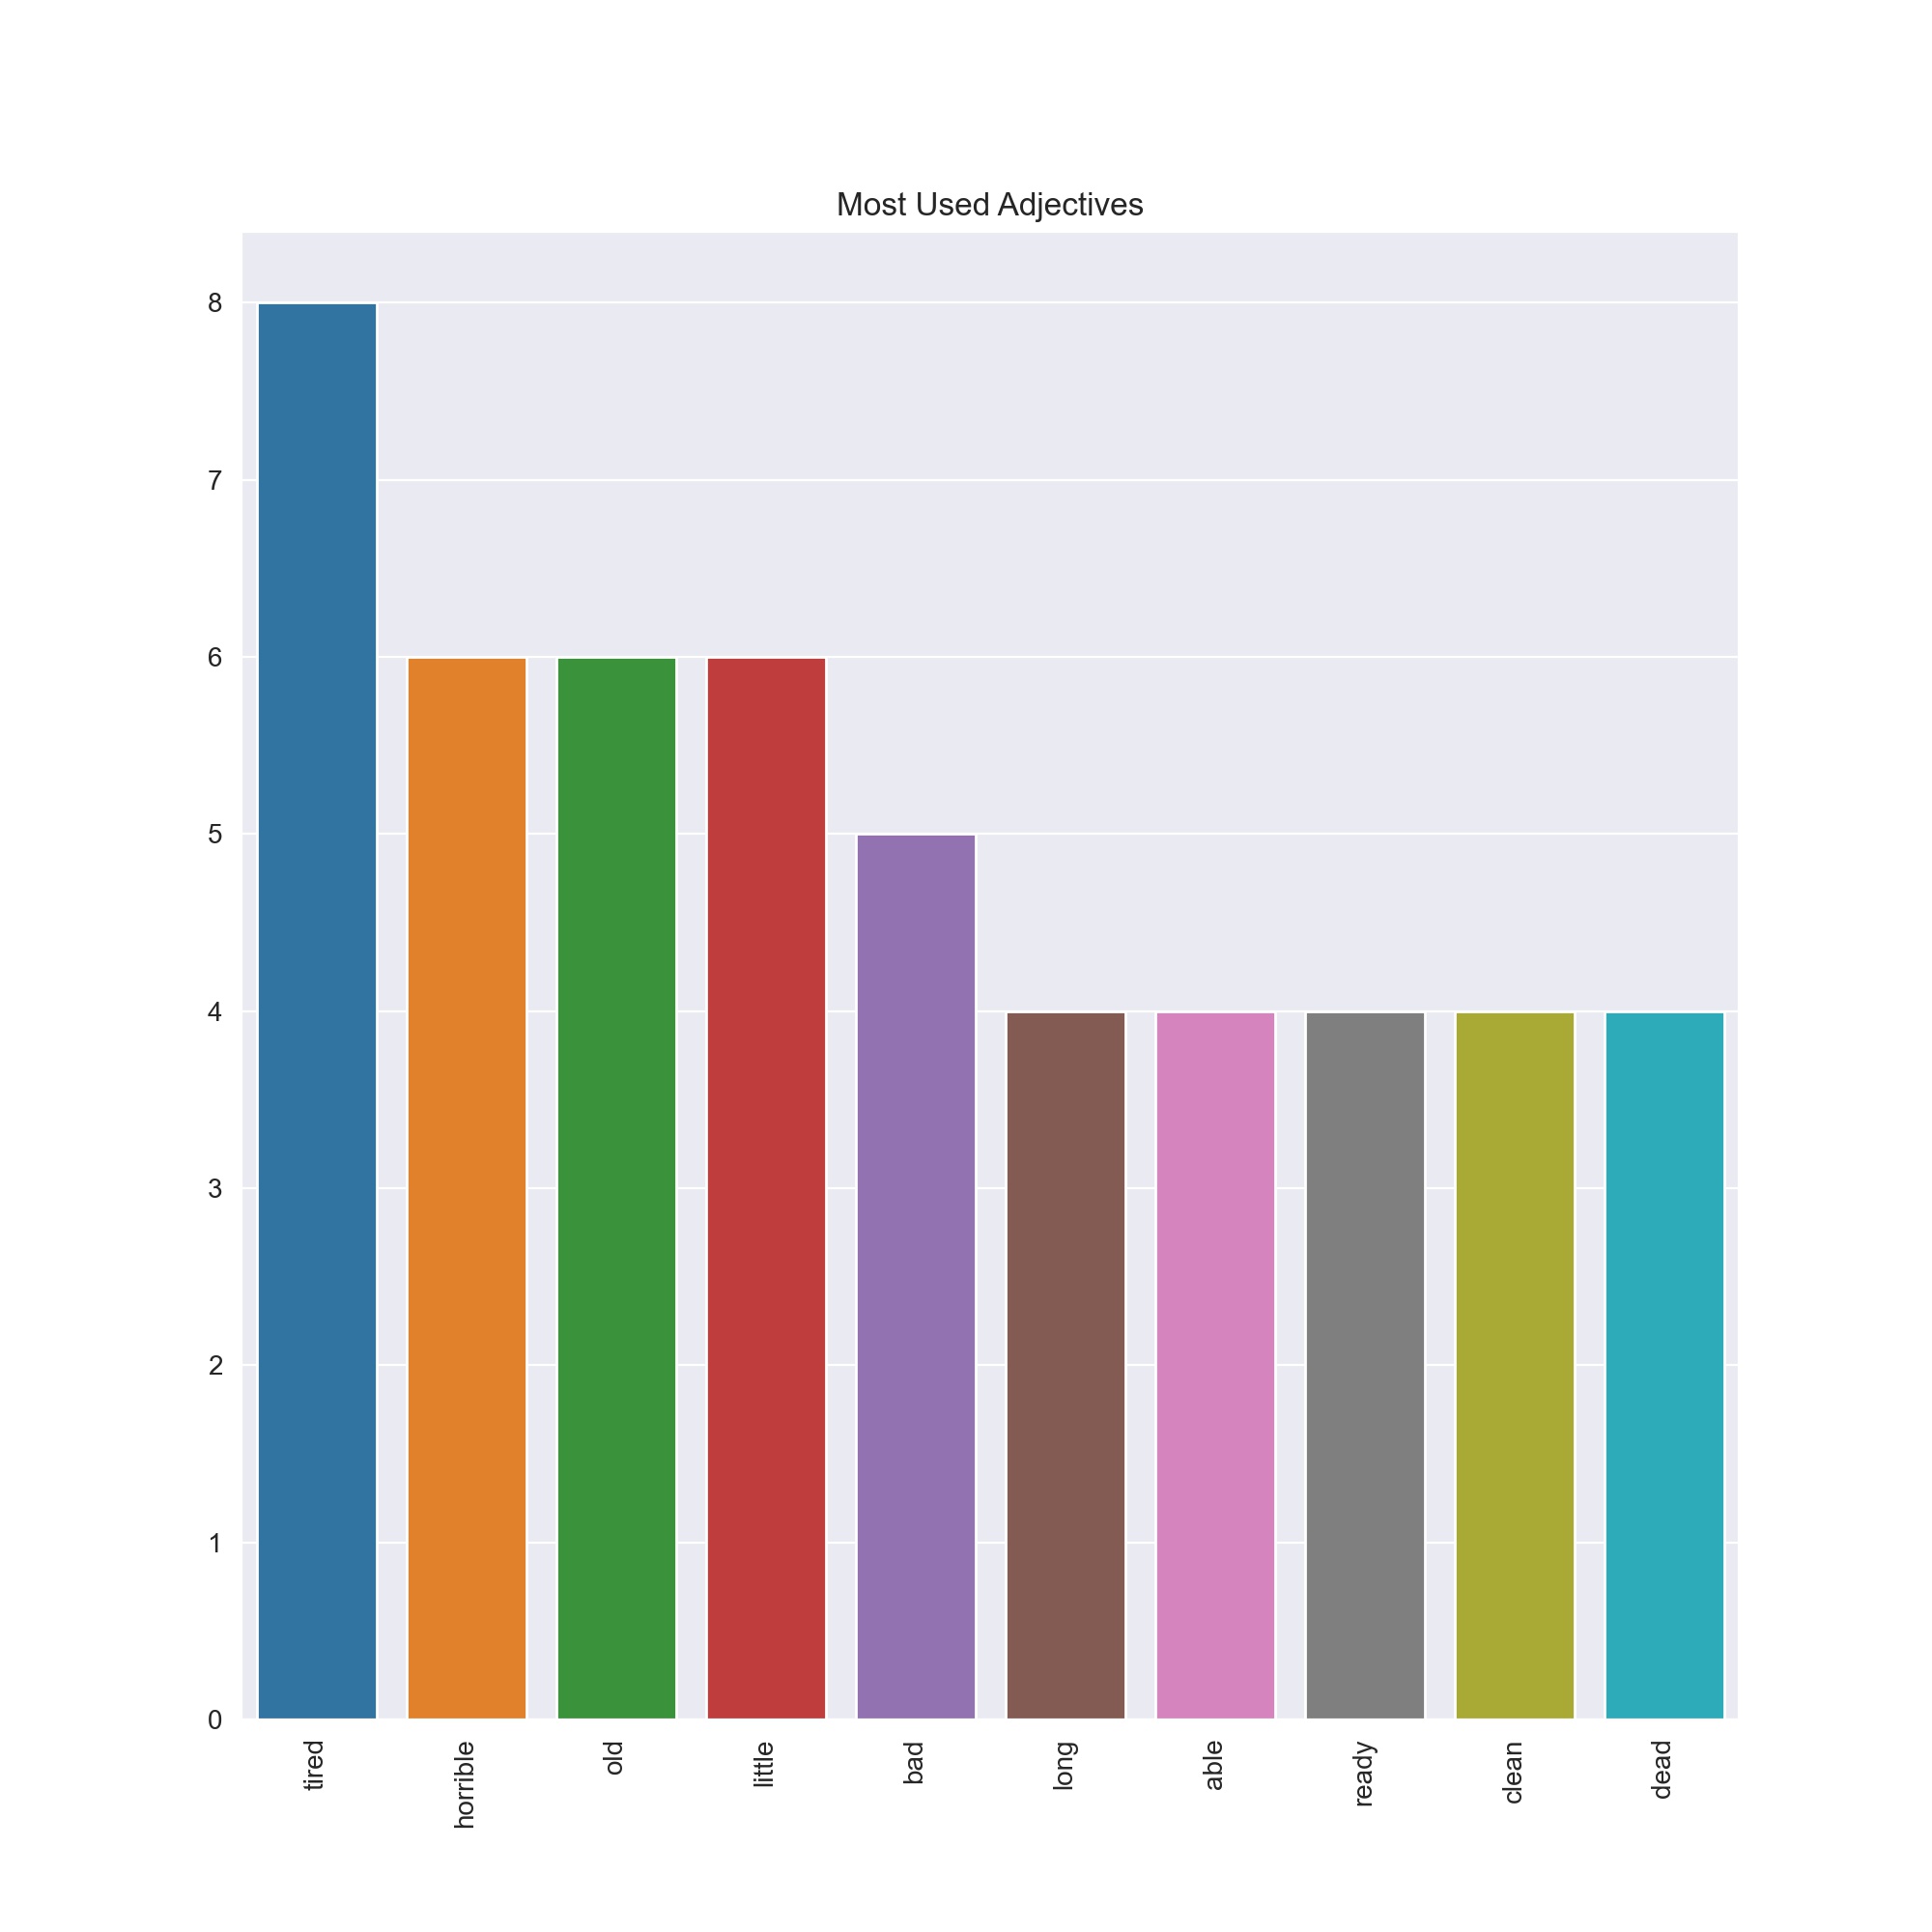 Most Used Adjectives
8
7
6
5
4
3
2
1
0
tired
horrible
old
little
bad
long
able
ready
clean
dead